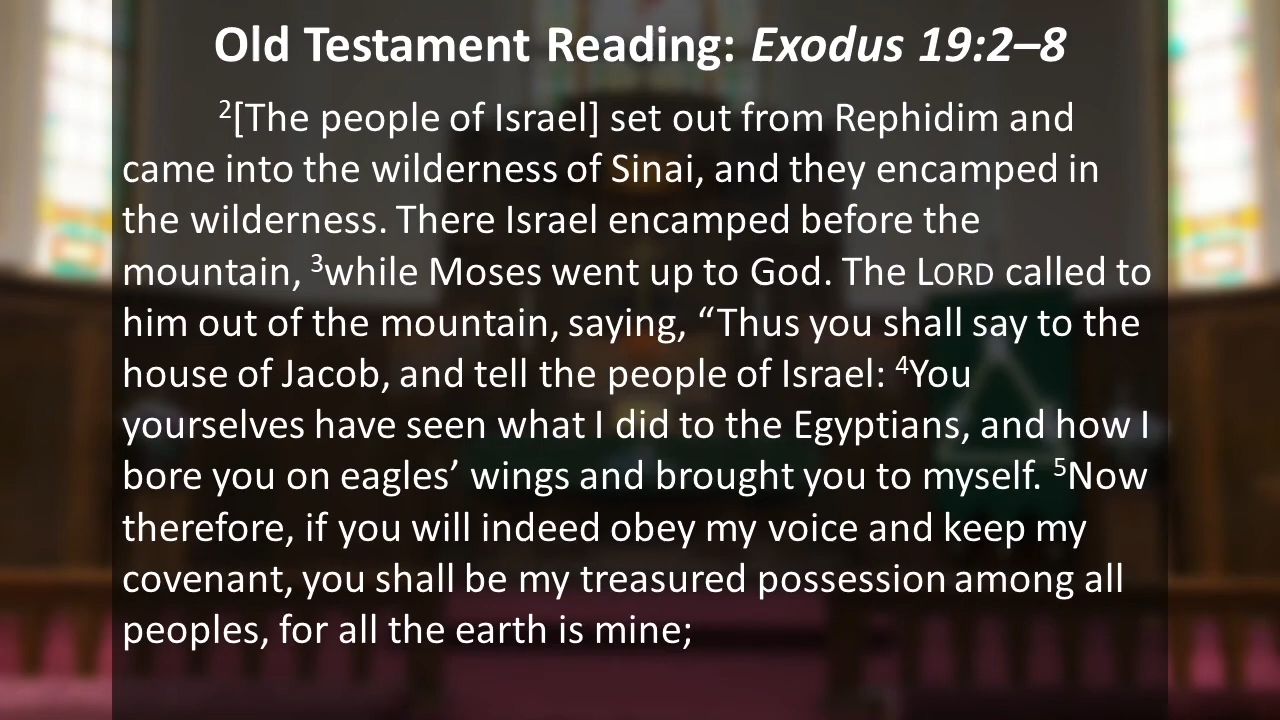 Old Testament Reading: Exodus 19:2–8
2[The people of Israel] set out from Rephidim and
came into the wilderness of Sinai, and they encamped in
the wilderness. There Israel encamped before the
mountain, 3while Moses went up to God. The LORD called to
him out of the mountain, saying, “Thus you shall say to the
house of Jacob, and tell the people of Israel: 4You
yourselves have seen what I did to the Egyptians, and how I
bore you on eagles’ wings and brought you to myself. 5Now
therefore, if you will indeed obey my voice and keep my
covenant, you shall be my treasured possession among all
peoples, for all the earth is mine;